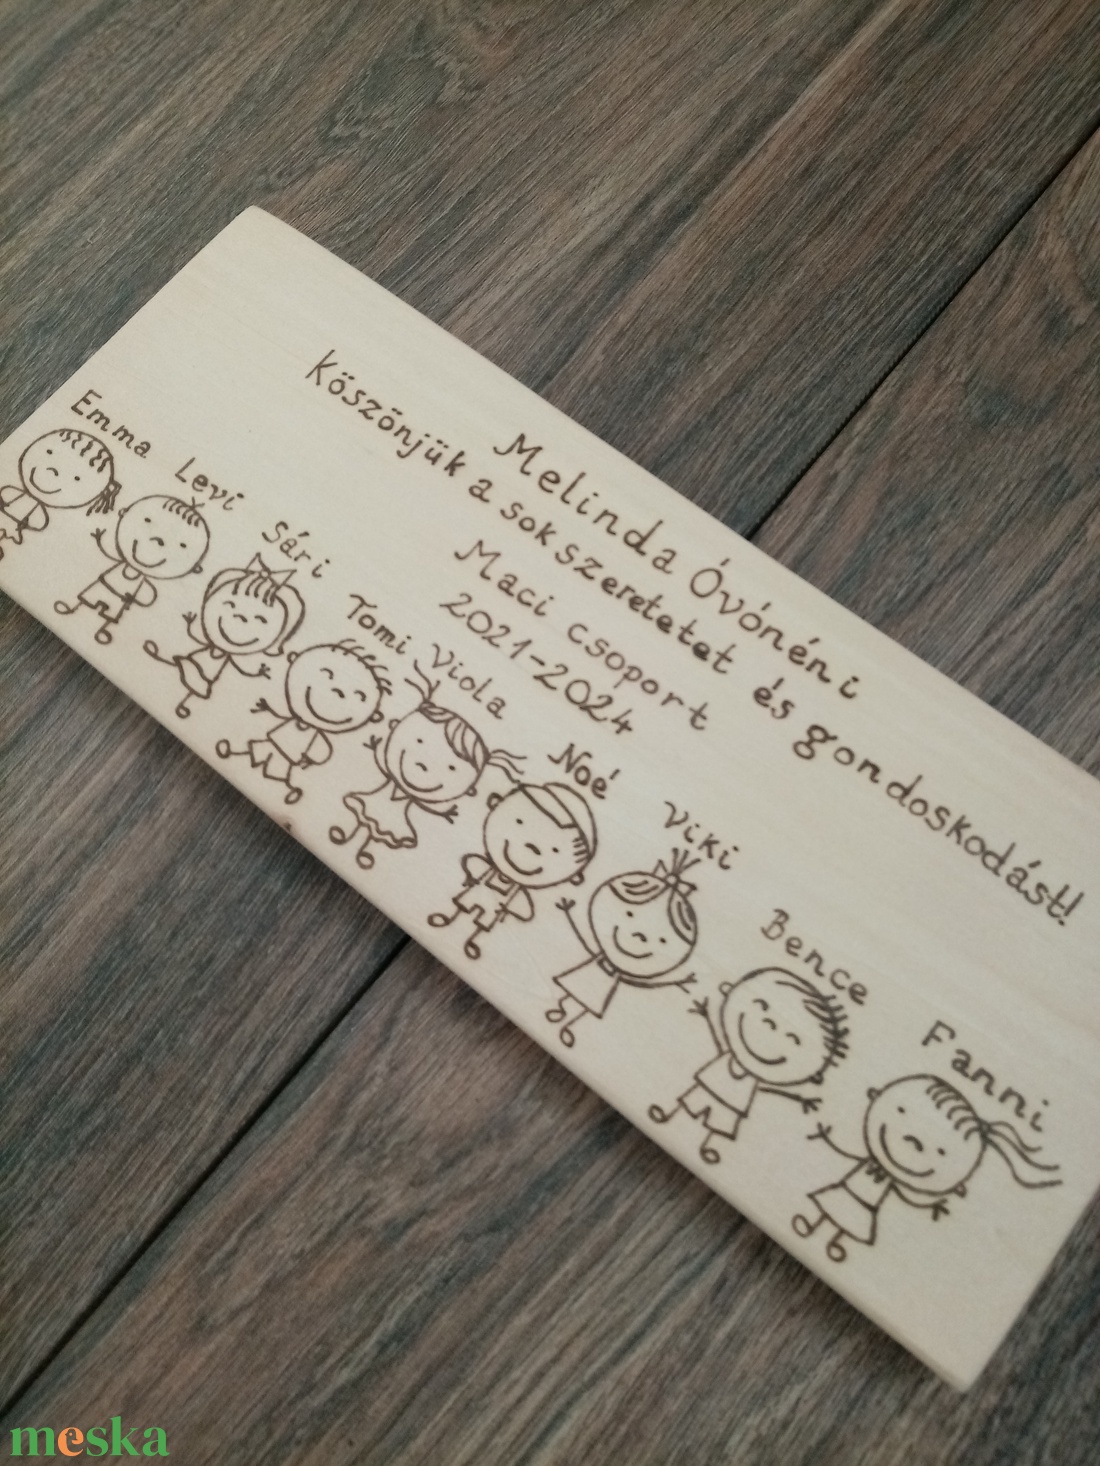 Melinda Óvónéni
Köszönjük a sok szeretetet és gondoskodást!
Maci csoport
2021-2024
Emma
Levi
Sári
Tomi
Viola
Noé
Viki
Bence
Fanni
meska